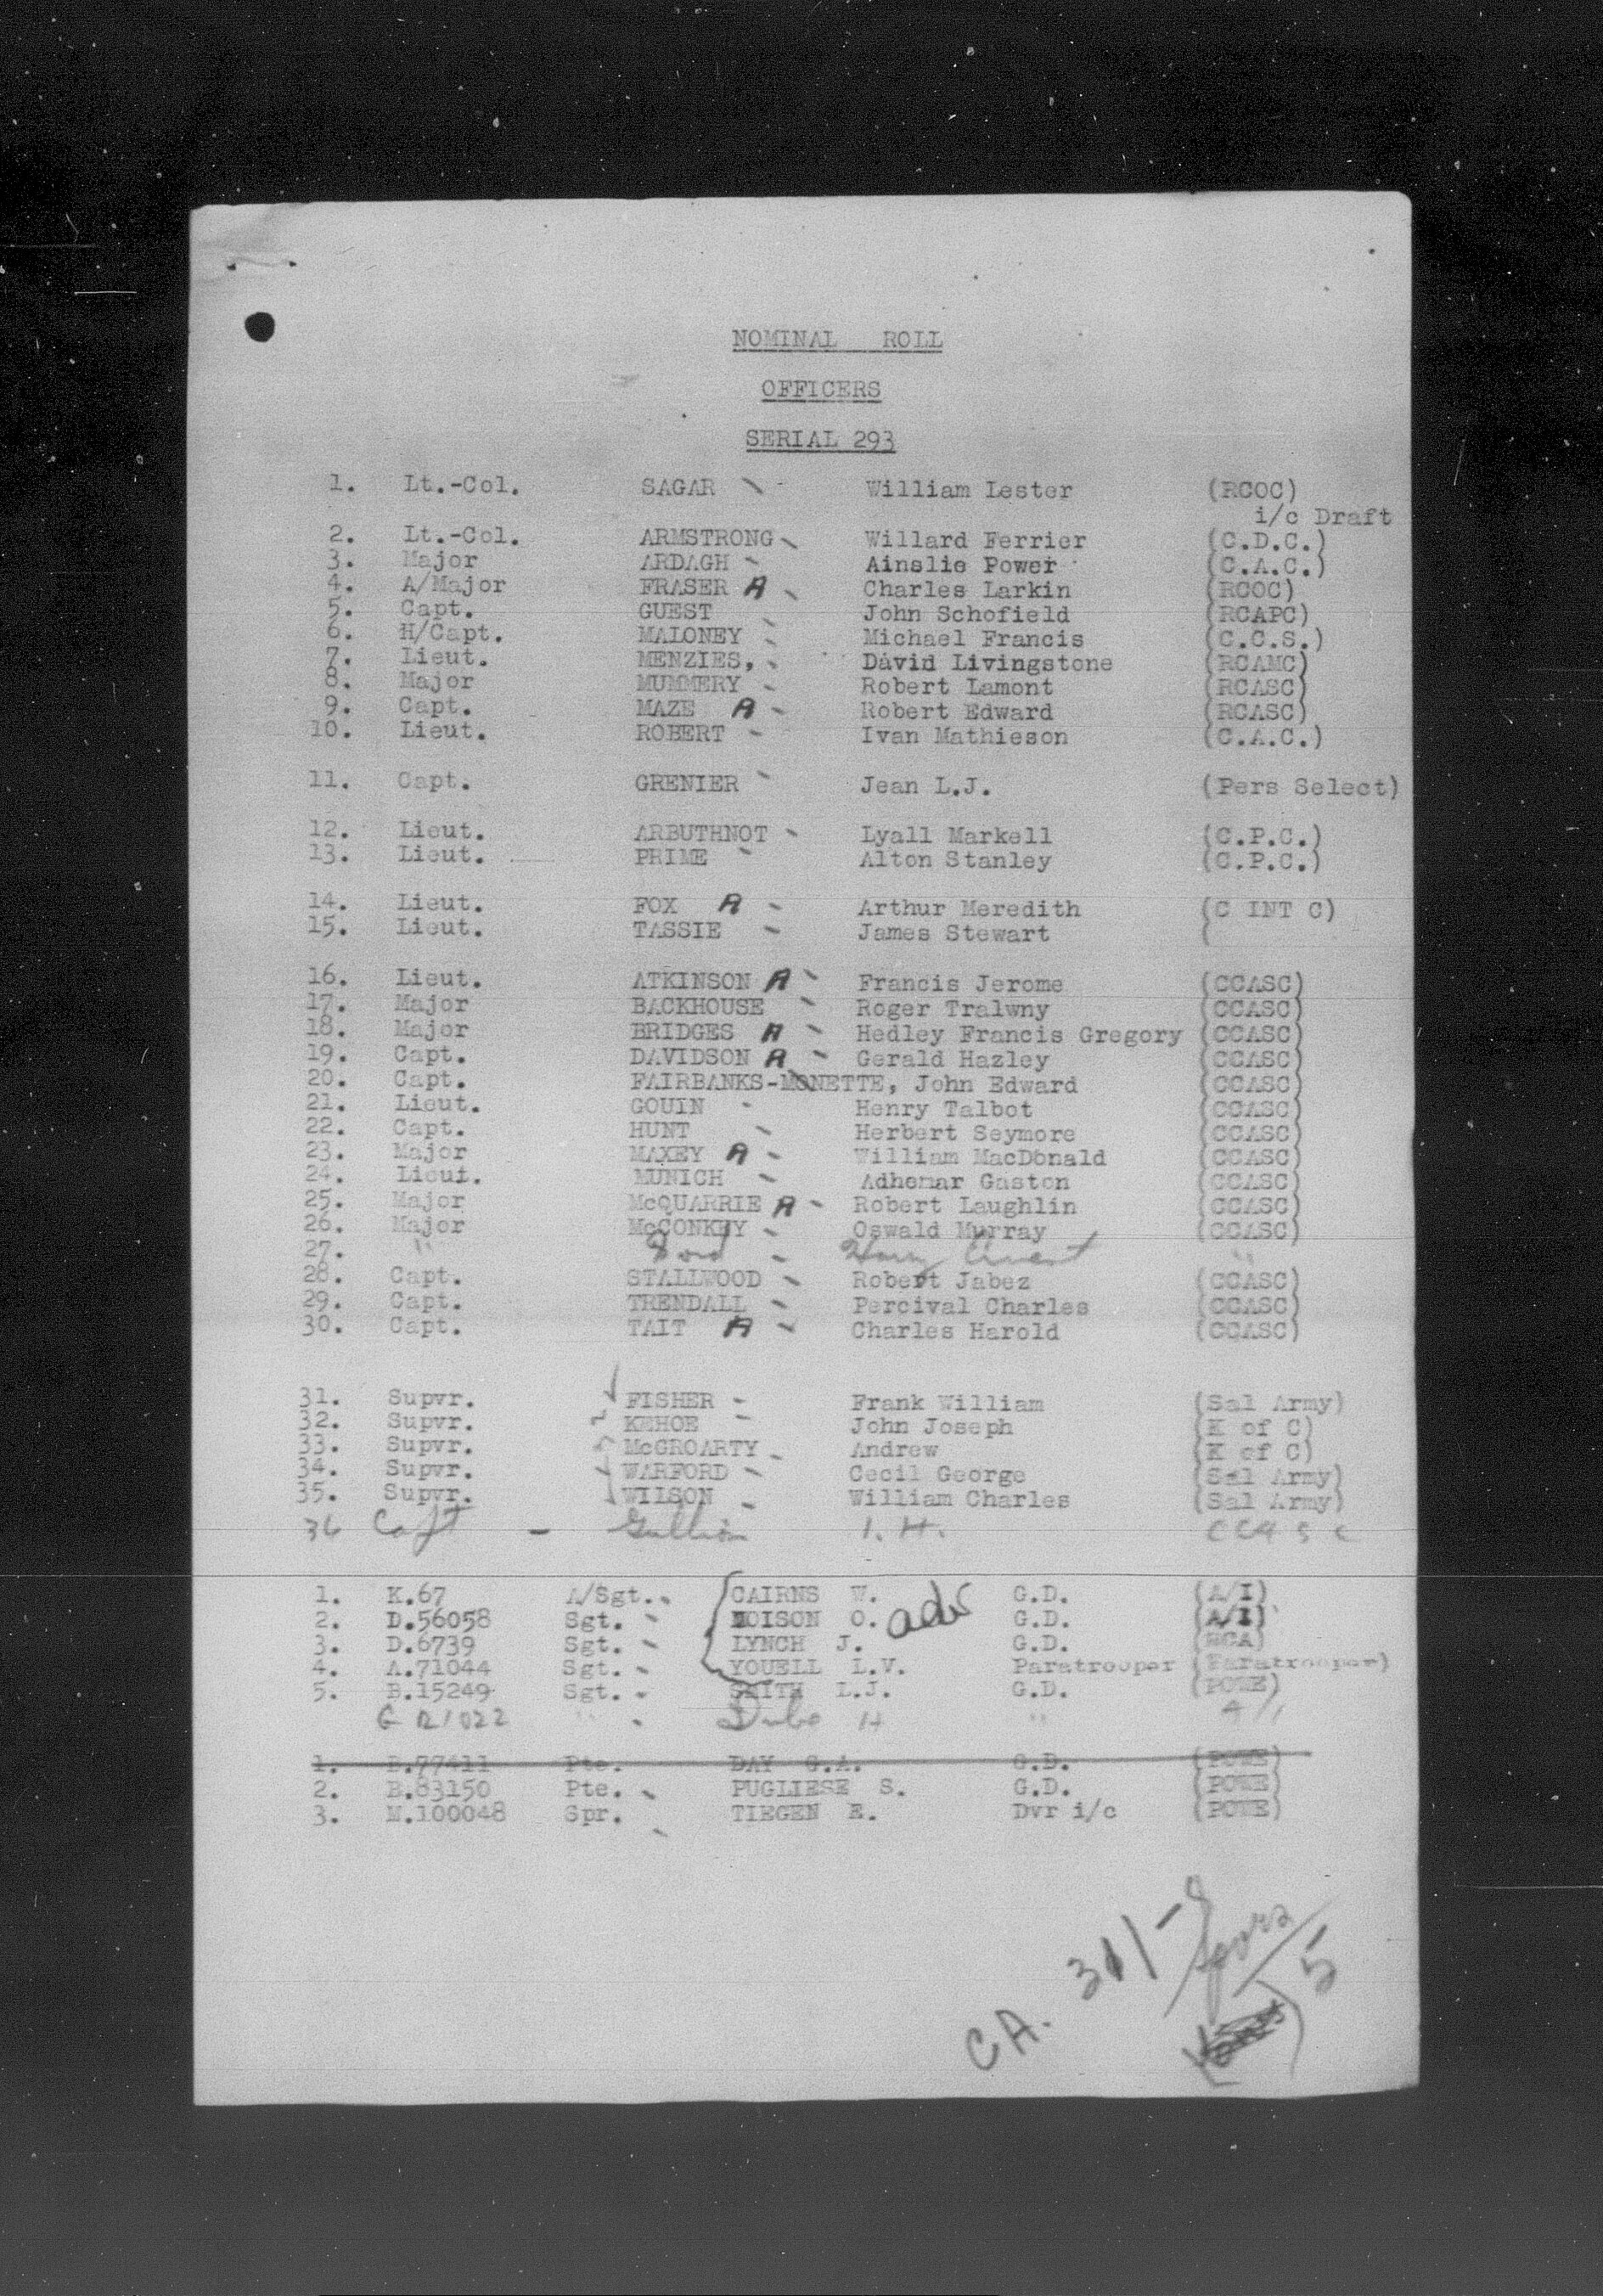 NOMINAL ROLL
OFFICERS
SERIAL 293
1. Lt.-Col. SAGAR William Lester (RCOC)
i/c Draft
2. Lt.-Col. ARMSTRONG Willard Ferrier (C.D.C.)
3. Major ARDAGH Ainslie Power (C.A.C.)
4. A/Major FRASER A Charles Larkin (RCOC)
5. Capt. GUEST John Schofield (RCAPC)
6. H/Capt. MALONEY Michael Francis (C.C.S.)
7. Lieut. MENZIES, David Livingstone (RCAMC)
8. Major MUMMERY Robert Lamont (RCASC)
9. Capt. MAZE A Robert Edward (RCASC)
10. Lieut. ROBERT Ivan Mathieson (C.A.C.)
11. Capt. GRENIER Jean L.J. (Pers Select)
12. Lieut. ARBUTHNOT Lyall Markell (C.P.C.)
13. Lieut. PRIME Alton Stanley (C.P.C.)
14. Lieut. FOX A Arthur Meredith (C INT C)
15. Lieut. TASSIE James Stewart (
16. Lieut. ATKINSON A Francis Jerome (CCASC)
17. Major BACKHOUSE Roger Tralwny (CCASC)
18. Major BRIDGES A Hedley Francis Gregory (CCASC)
19. Capt. DAVIDSON A Gerald Hazley (CCASC)
20. Capt. FAIRBANKS-MONETTE, John Edward (CCASC)
21. Lieut. GOUIN Henry Talbot (CCASC)
22. Capt. HUNT Herbert Seymore (CCASC)
23. Major MAXEY A William MacDonald (CCASC)
24. Lieut. MUNICH Adhemar Gaston (CCASC)
25. Major McQUARRIE A Robert Laughlin (CCASC)
26. Major McCONKEY Oswald Murray (CCASC)
27. " Harry "
28. Capt. STALLWOOD Robert Jabez (CCASC)
29. Capt. TRENDALL Percival Charles (CCASC)
30. Capt. TAIT A Charles Harold (CCASC)
31. Supvr. FISHER Frank William (Sal Army)
32. Supvr. KEHOE John Joseph (K of C)
33. Supvr. McGROARTY Andrew (K of C)
34. Supvr. WARFORD Cecil George (Sal Army)
35. Supvr. WILSON William Charles (Sal Army)
36 Capt - I. H. CCASC
1. K.67 A/Sgt. CAIRNS W. G.D. (A/I)
2. D.56058 Sgt. MOISON O. G.D. (A/I)
3. D.6739 Sgt. LYNCH J. G.D. (RCA)
4. A.71044 Sgt. YOUELL L.V. Paratrooper (Paratrooper)
5. B.15249 Sgt. SMITH L.J. G.D. (POWE)
" Dube H "
1. B.77411 Pte. DAY G.A. G.D. (POWE)
2. B.83150 Pte. PUGLIESE S. G.D. (POWE)
3. M.100048 Spr. TIEGEN E. Dvr i/c (POWE)
CA. 31/- 5